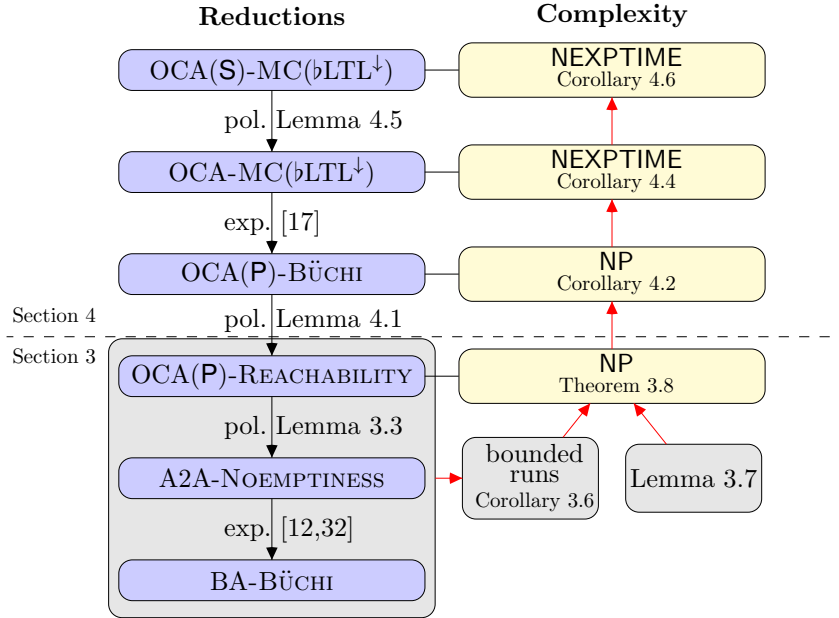 Reductions
Complexity
OCA(S)-MC(♭LTL↓)
NEXPTIME
Corollary 4.6
pol. Lemma 4.5
OCA-MC(♭LTL↓)
NEXPTIME
Corollary 4.4
exp. [17]
OCA(P)-BÜCHI
NP
Corollary 4.2
Section 4
pol. Lemma 4.1
Section 3
OCA(P)-REACHABILITY
NP
Theorem 3.8
pol. Lemma 3.3
A2A-NOEMPTINESS
bounded
runs
Corollary 3.6
Lemma 3.7
exp. [12,32]
BA-BÜCHI